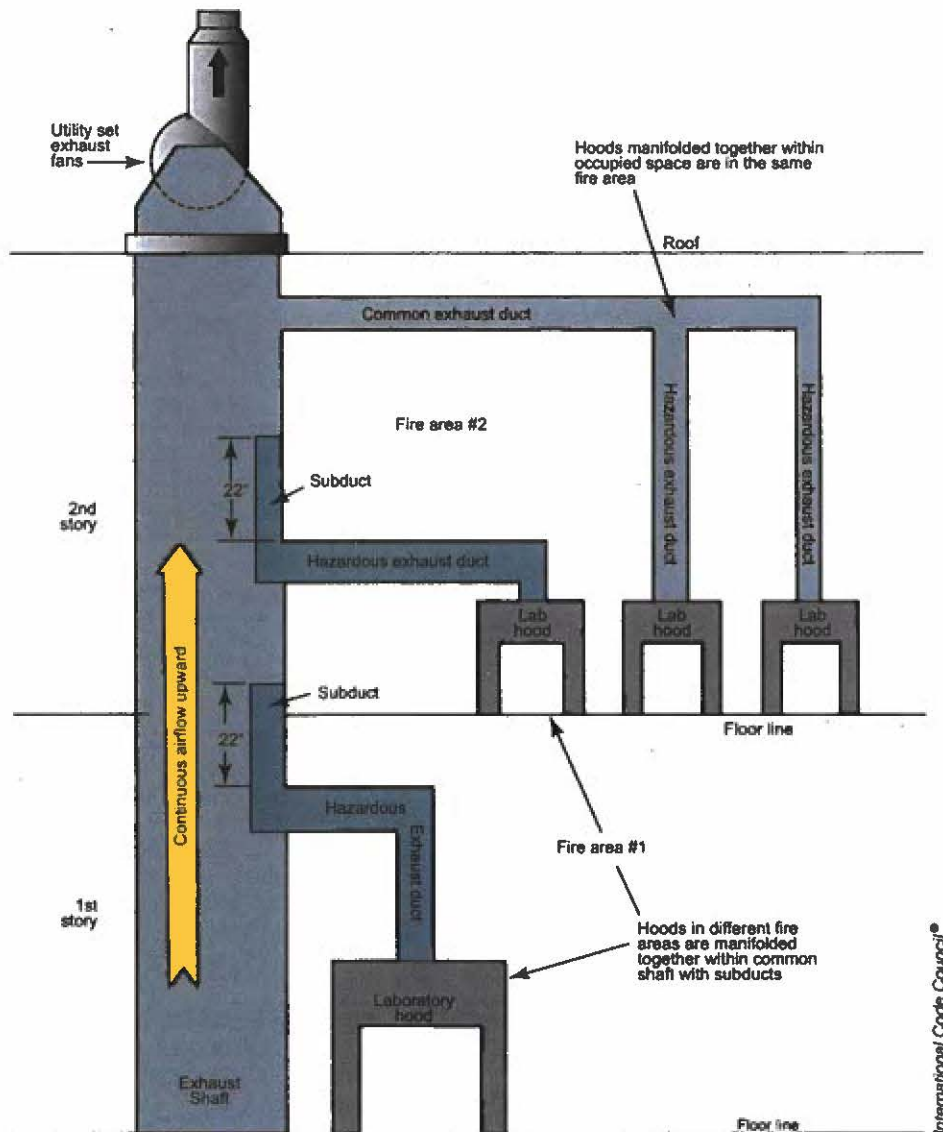 Utility set
exhaust
fans
Hoods manifolded together within
occupied space are in the same
fire area
Roof
Common exhaust duct
Hazardous exhaust duct
Hazardous exhaust duct
Fire area #2
22"
Subduct
2nd
story
Hazardous exhaust duct
Lab
hood
Lab
hood
Lab
hood
Continuous airflow upward
Subduct
22"
Floor line
Hazardous
Exhaust duct
Fire area #1
1st
story
Hoods in different fire
areas are manifolded
together within common
shaft with subducts
Laboratory
hood
Exhaust
Shaft
Floor line
International Code Council®